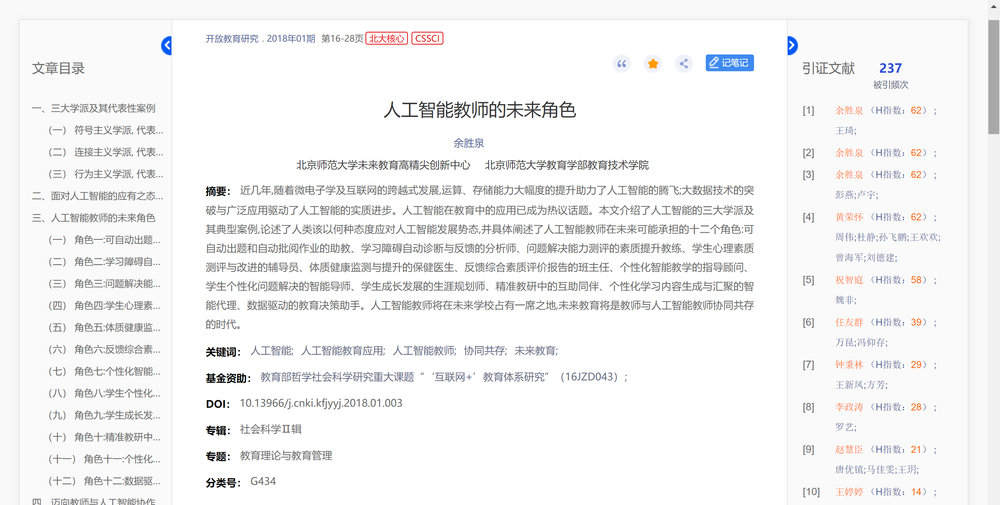 文章目录
一、三大学派及其代表性案例
（一） 符号主义学派, 代表...
（二） 连接主义学派, 代表...
（三） 行为主义学派, 代表...
二、面对人工智能的应有之态...
三、人工智能教师的未来角色
（一） 角色一:可自动出题...
（二） 角色二:学习障碍自...
（三） 角色三:问题解决能...
（四） 角色四:学生心理素...
（五） 角色五:体质健康监...
（六） 角色六:反馈综合素...
（七） 角色七:个性化智能...
（八） 角色八:学生个性化...
（九） 角色九:学生成长发...
（十） 角色十:精准教研中...
（十一） 角色十一:个性化...
（十二） 角色十二:数据驱...
四、迈向教师与人工智能协作
开放教育研究 . 2018年01期 第16-28页 北大核心 CSSCI
记笔记
人工智能教师的未来角色
余胜泉
北京师范大学未来教育高精尖创新中心 北京师范大学教育学部教育技术学院
摘要： 近几年,随着微电子学及互联网的跨越式发展,运算、存储能力大幅度的提升助力了人工智能的腾飞;大数据技术的突
破与广泛应用驱动了人工智能的实质进步。人工智能在教育中的应用已成为热议话题。本文介绍了人工智能的三大学派及
其典型案例,论述了人类该以何种态度应对人工智能发展势态,并具体阐述了人工智能教师在未来可能承担的十二个角色:可
自动出题和自动批阅作业的助教、学习障碍自动诊断与反馈的分析师、问题解决能力测评的素质提升教练、学生心理素质
测评与改进的辅导员、体质健康监测与提升的保健医生、反馈综合素质评价报告的班主任、个性化智能教学的指导顾问、
学生个性化问题解决的智能导师、学生成长发展的生涯规划师、精准教研中的互助同伴、个性化学习内容生成与汇聚的智
能代理、数据驱动的教育决策助手。人工智能教师将在未来学校占有一席之地,未来教育将是教师与人工智能教师协同共存
的时代。
关键词： 人工智能; 人工智能教育应用; 人工智能教师; 协同共存; 未来教育;
基金资助： 教育部哲学社会科学研究重大课题“‘互联网+’教育体系研究”（16JZD043）;
DOI： 10.13966/j.cnki.kfjyyj.2018.01.003
专辑： 社会科学Ⅱ辑
专题： 教育理论与教育管理
分类号： G434
引证文献 237
被引频次
[1] 余胜泉（H指数：62）;
王琦;
[2] 余胜泉（H指数：62）;
[3] 余胜泉（H指数：62）;
彭燕;卢宇;
[4] 黄荣怀（H指数：62）;
周伟;杜静;孙飞鹏;王欢欢;
曾海军;刘德建;
[5] 祝智庭（H指数：58）;
魏非;
[6] 任友群（H指数：39）;
万昆;冯仰存;
[7] 钟秉林（H指数：29）;
王新凤;方芳;
[8] 李政涛（H指数：28）;
罗艺;
[9] 赵慧臣（H指数：21）;
唐优镇;马佳雯;王玥;
[10] 王婷婷（H指数：14）;